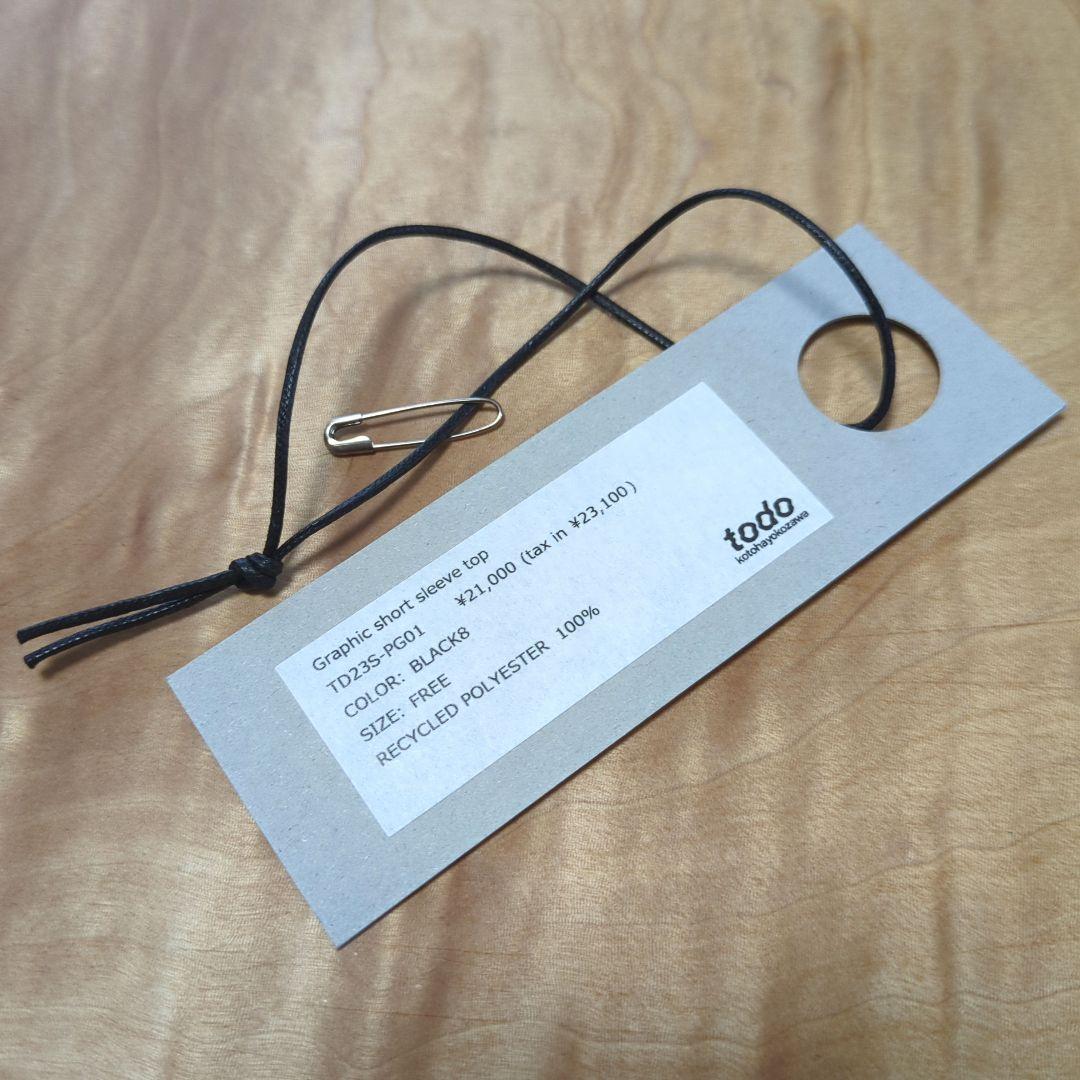 Graphic short sleeve top
TD23S-PG01 ¥21,000 (tax in ¥23,100)
COLOR: BLACK8
SIZE: FREE
RECYCLED POLYESTER 100%
todo
kotohayokozawa